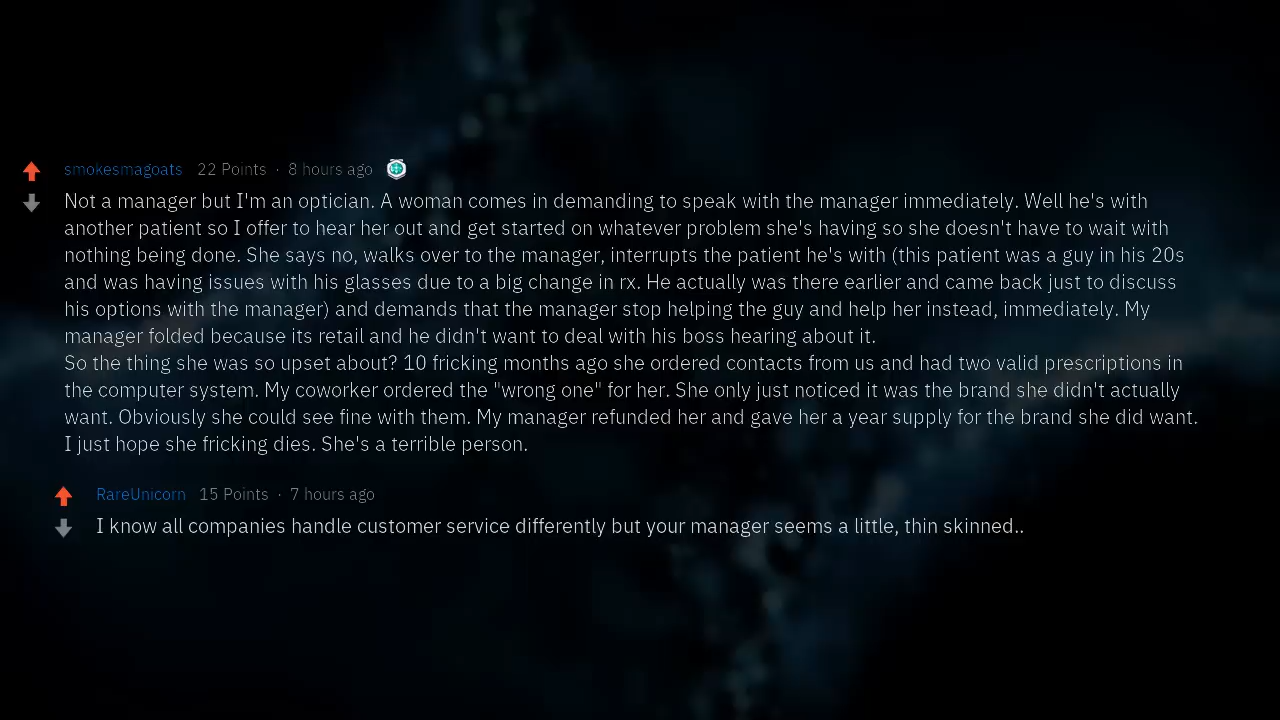 smokesmagoats 22 Points · 8 hours ago
Not a manager but I'm an optician. A woman comes in demanding to speak with the manager immediately. Well he's with
another patient so I offer to hear her out and get started on whatever problem she's having so she doesn't have to wait with
nothing being done. She says no, walks over to the manager, interrupts the patient he's with (this patient was a guy in his 20s
and was having issues with his glasses due to a big change in rx. He actually was there earlier and came back just to discuss
his options with the manager) and demands that the manager stop helping the guy and help her instead, immediately. My
manager folded because its retail and he didn't want to deal with his boss hearing about it.
So the thing she was so upset about? 10 fricking months ago she ordered contacts from us and had two valid prescriptions in
the computer system. My coworker ordered the "wrong one" for her. She only just noticed it was the brand she didn't actually
want. Obviously she could see fine with them. My manager refunded her and gave her a year supply for the brand she did want.
I just hope she fricking dies. She's a terrible person.
RareUnicorn 15 Points · 7 hours ago
I know all companies handle customer service differently but your manager seems a little, thin skinned..